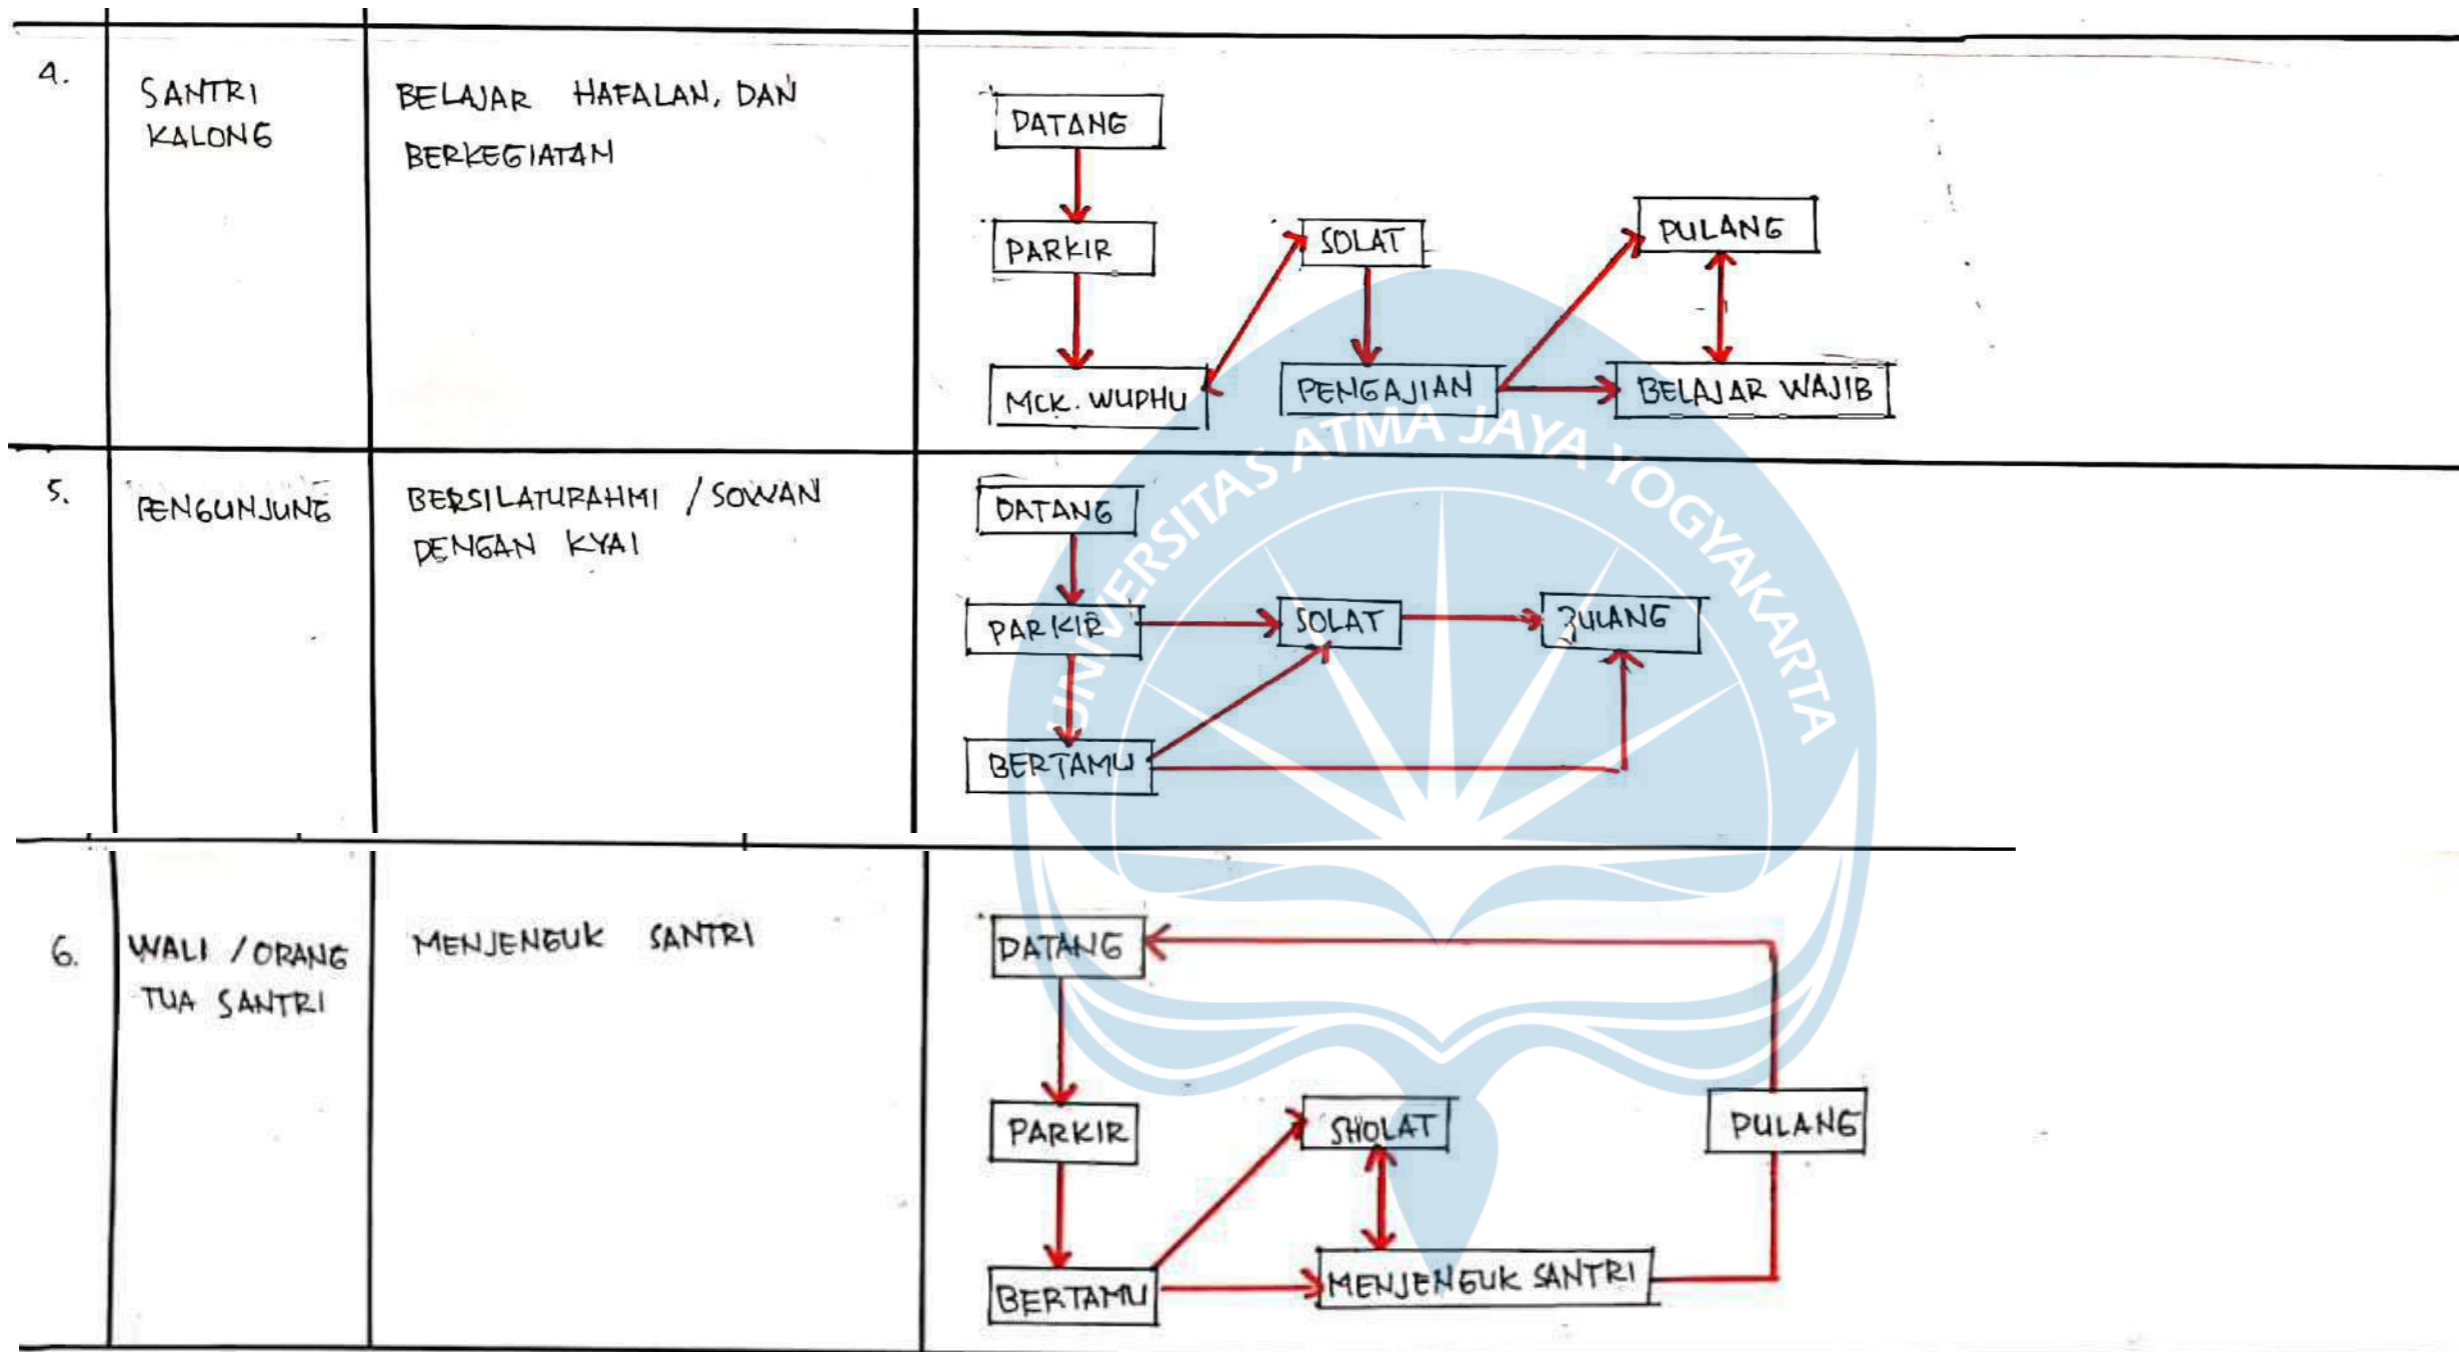 4.
SANTRI
KALONG
BELAJAR HAFALAN, DAN
BERKEGIATAN
DATANG
PARKIR
MCK. WUDHU
SOLAT
PENGAJIAN
PULANG
BELAJAR WAJIB
5.
PENGUNJUNG
BERSILATURAHMI / SOWAN
DENGAN KYAI
DATANG
PARKIR
BERTAMU
SOLAT
PULANG
6.
WALI / ORANG
TUA SANTRI
MENJENGUK SANTRI
DATANG
PARKIR
BERTAMU
SHOLAT
MENJENGUK SANTRI
PULANG
UNIVERSITAS ATMA JAYA YOGYAKARTA